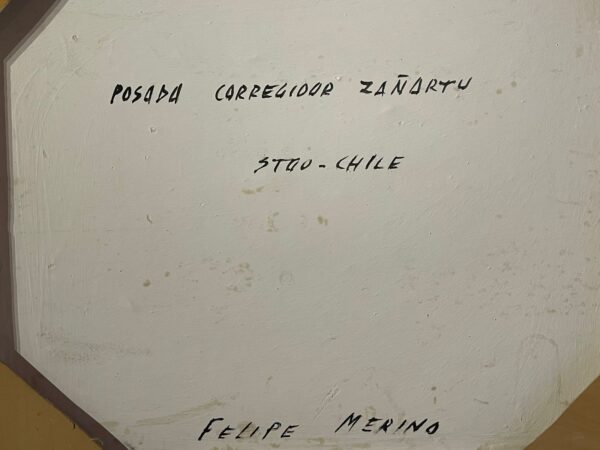 POSADA CORREGIDOR ZAÑARTU
STGO - CHILE
FELIPE MERINO